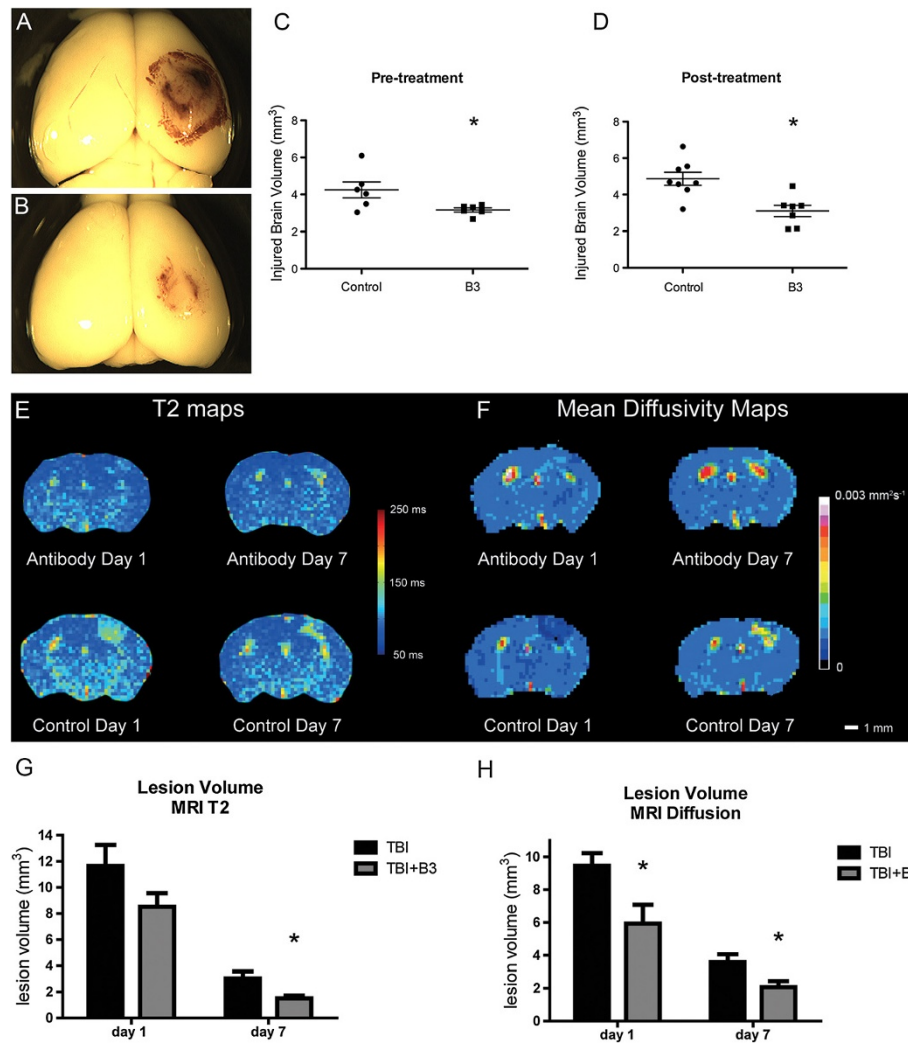 A
B
C
Pre-treatment
Injured Brain Volume (mm³)
8
6
4
2
0
*
Control
B3
D
Post-treatment
Injured Brain Volume (mm³)
8
6
4
2
0
*
Control
B3
E
T2 maps
Antibody Day 1
Antibody Day 7
Control Day 1
Control Day 7
250 ms
150 ms
50 ms
F
Mean Diffusivity Maps
Antibody Day 1
Antibody Day 7
Control Day 1
Control Day 7
0.003 mm²s⁻¹
0
1 mm
G
Lesion Volume
MRI T2
lesion volume (mm³)
14
12
10
8
6
4
2
0
*
day 1
day 7
TBI
TBI+B3
H
Lesion Volume
MRI Diffusion
lesion volume (mm³)
10
8
6
4
2
0
*
*
day 1
day 7
TBI
TBI+B